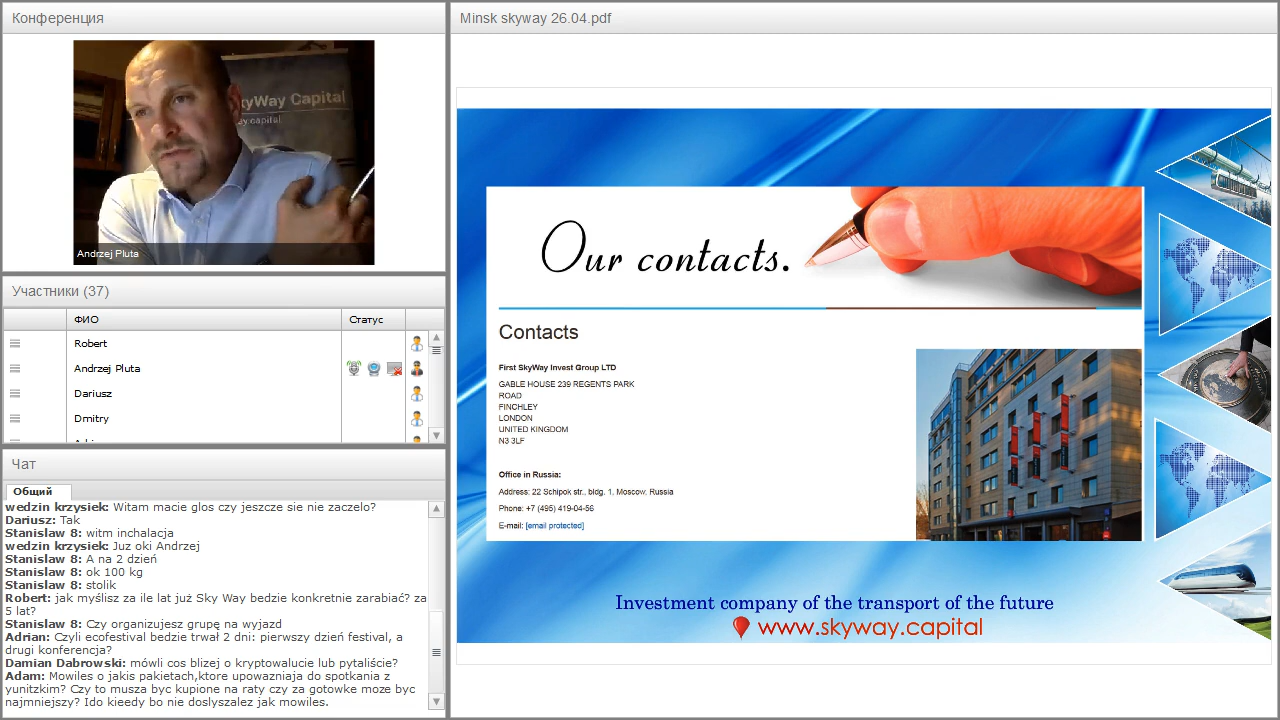 Конференция
SkyWay Capital
Andrzej Pluta
Участники (37)
ФИО Статус
Robert
Andrzej Pluta
Dariusz
Dmitry
Чат
Общий
wedzin krzysiek: Witam macie glos czy jeszcze sie nie zaczelo?
Dariusz: Tak
Stanislaw 8: witm inchalacja
wedzin krzysiek: Juz oki Andrzej
Stanislaw 8: A na 2 dzień
Stanislaw 8: ok 100 kg
Stanislaw 8: stolik
Robert: jak myślisz za ile lat już Sky Way bedzie konkretnie zarabiać? za
5 lat?
Stanislaw 8: Czy organizujesz grupę na wyjazd
Adrian: Czyli ecofestival bedzie trwał 2 dni: pierwszy dzień festival, a
drugi konferencja?
Damian Dabrowski: mówli cos blizej o kryptowalucie lub pytaliście?
Adam: Mowiles o jakis pakietach,ktore upowazniaja do spotkania z
yunitzkim? Czy to musza byc kupione na raty czy za gotowke moze byc
najmniejszy? Ido kieedy bo nie doslyszalez jak mowiles.
Minsk skyway 26.04.pdf
Our contacts.
Contacts
First SkyWay Invest Group LTD
GABLE HOUSE 239 REGENTS PARK
ROAD
FINCHLEY
LONDON
UNITED KINGDOM
N3 3LF
Office in Russia:
Address: 22 Schipok str., bldg. 1, Moscow, Russia
Phone: +7 (495) 419-04-56
E-mail: [email protected]
Investment company of the transport of the future
www.skyway.capital